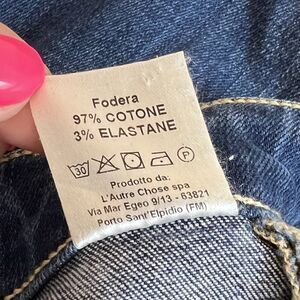 Fodera
97% COTONE
3% ELASTANE
30 P
Prodotto da:
L'Autre Chose spa
Via Mar Egeo 9/13 - 63821
Porto Sant'Elpidio (FM)